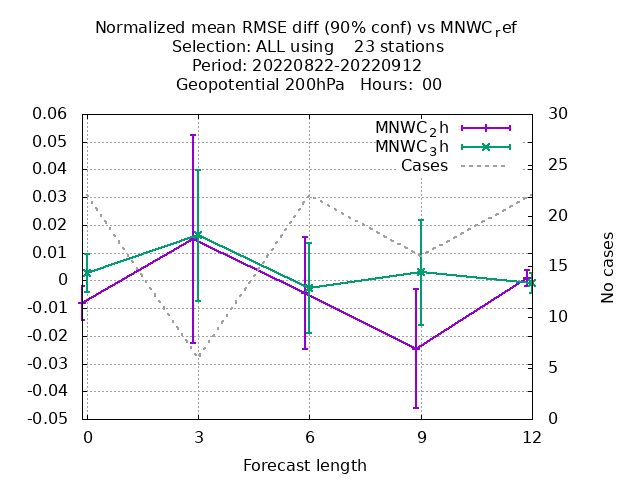 Normalized mean RMSE diff (90% conf) vs MNWC_ref
Selection: ALL using    23 stations
Period: 20220822-20220912
Geopotential 200hPa   Hours:  00
MNWC_2h
MNWC_3h
Cases
0.06
0.05
0.04
0.03
0.02
0.01
0
-0.01
-0.02
-0.03
-0.04
-0.05
30
25
20
15
10
5
0
No cases
0 3 6 9 12
Forecast length